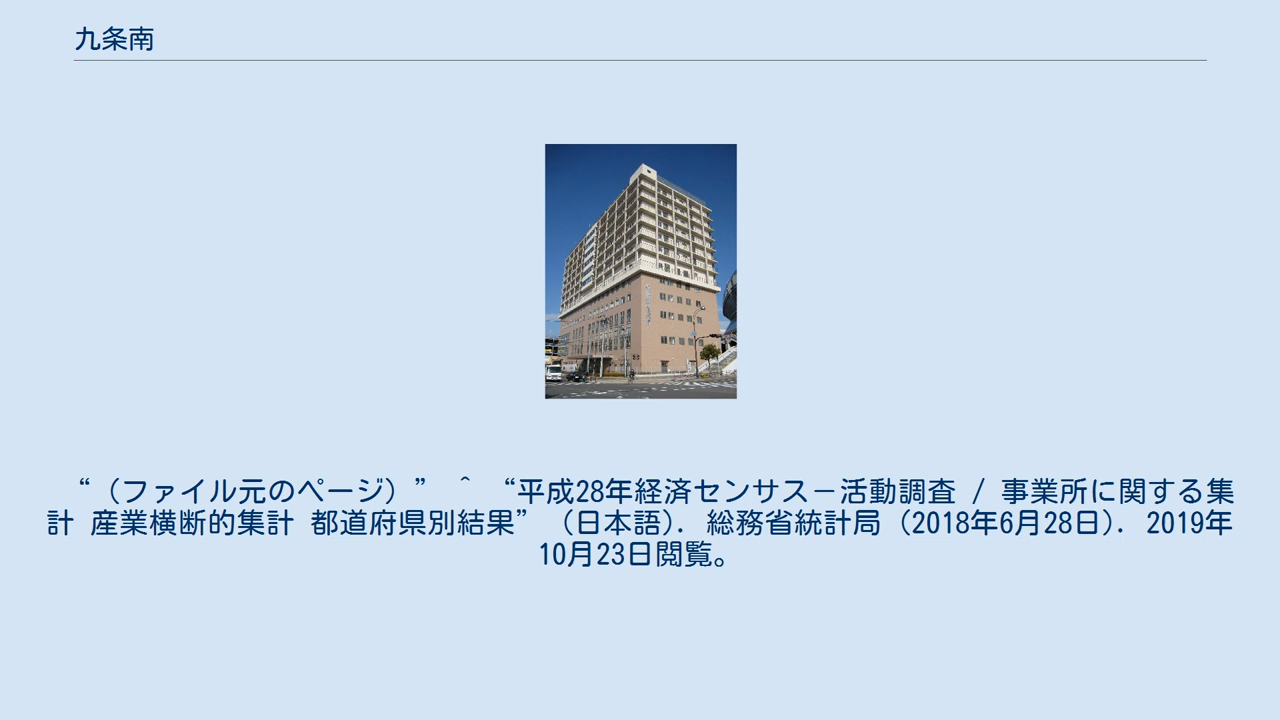 九条南
“（ファイル元のページ）” ^ “平成28年経済センサス－活動調査 / 事業所に関する集
計 産業横断的集計 都道府県別結果” （日本語）. 総務省統計局 (2018年6月28日). 2019年
10月23日閲覧。